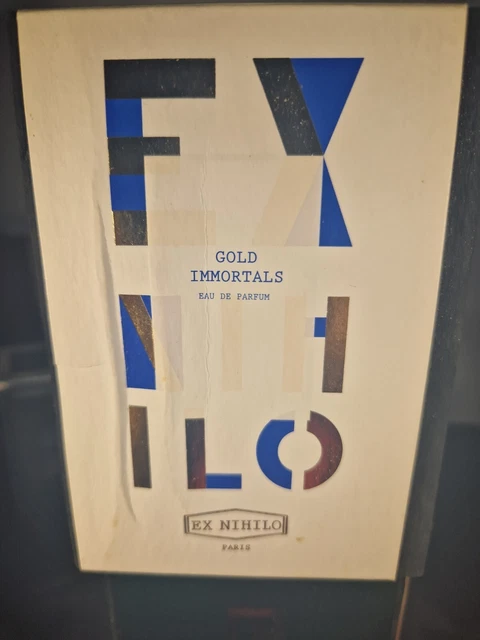 EX
GOLD
IMMORTALS
EAU DE PARFUM
NIH
ILO
EX NIHILO
PARIS